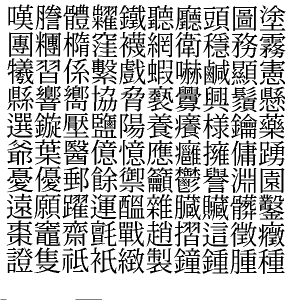 嘆謄體糶鐵聽廳頭圖塗
團糰橢窪襪網衛穩務霧
犧習係繫戲蝦嚇鹹顯憲
縣響嚮協脅褻釁興鬚懸
選鏇壓鹽陽養癢樣鑰藥
爺葉醫億憶應癰擁傭踴
憂優郵餘禦籲鬱譽淵園
遠願躍運醞雜臟贓髒鑿
棗竈齋氈戰趙摺這徵癥
證隻祗衹緻製鐘鍾腫種